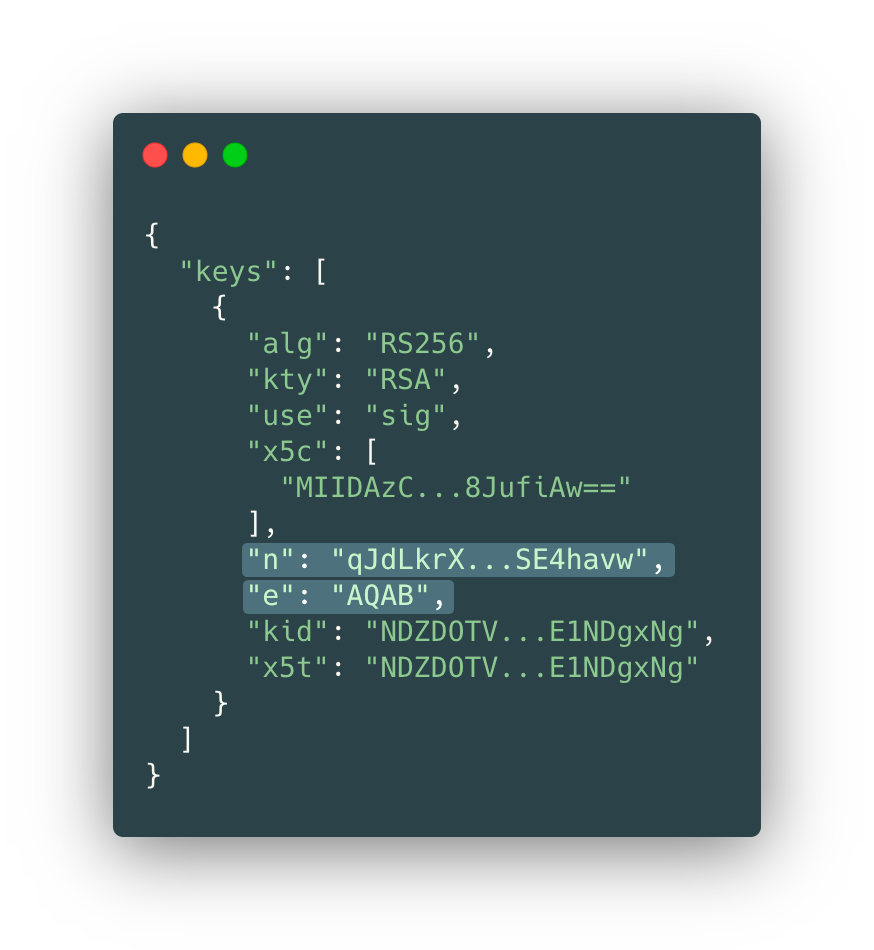 {
  "keys": [
    {
      "alg": "RS256",
      "kty": "RSA",
      "use": "sig",
      "x5c": [
        "MIIDAzC...8JufiAw=="
      ],
      "n": "qJdLkrX...SE4havw",
      "e": "AQAB",
      "kid": "NDZDOTV...E1NDgxNg",
      "x5t": "NDZDOTV...E1NDgxNg"
    }
  ]
}